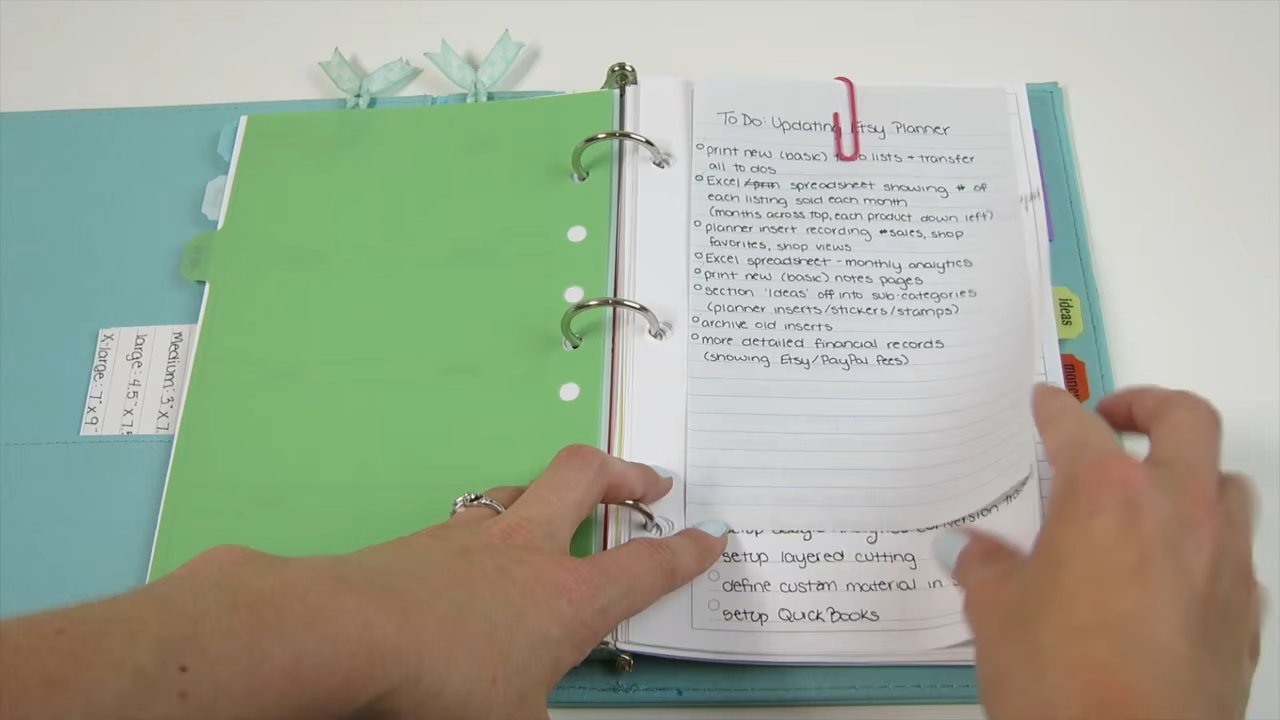 To Do: Updating Etsy Planner
print new (basic) to do lists + transfer
all to dos
Excel spreadsheet showing # of
each listing sold each month
(months across top, each product down left)
planner insert recording #sales, shop
favorites, shop views
Excel spreadsheet - monthly analytics
print new (basic) notes pages
section 'Ideas' off into sub-categories
(planner inserts/stickers/stamps)
archive old inserts
more detailed financial records
(showing Etsy/PayPal fees)
conversion
setup layered cutting
define custom material in
setup QuickBooks
ideas
money
Medium: 3" x 7
large: 4.5" x 7.
X-large: 7" x 9